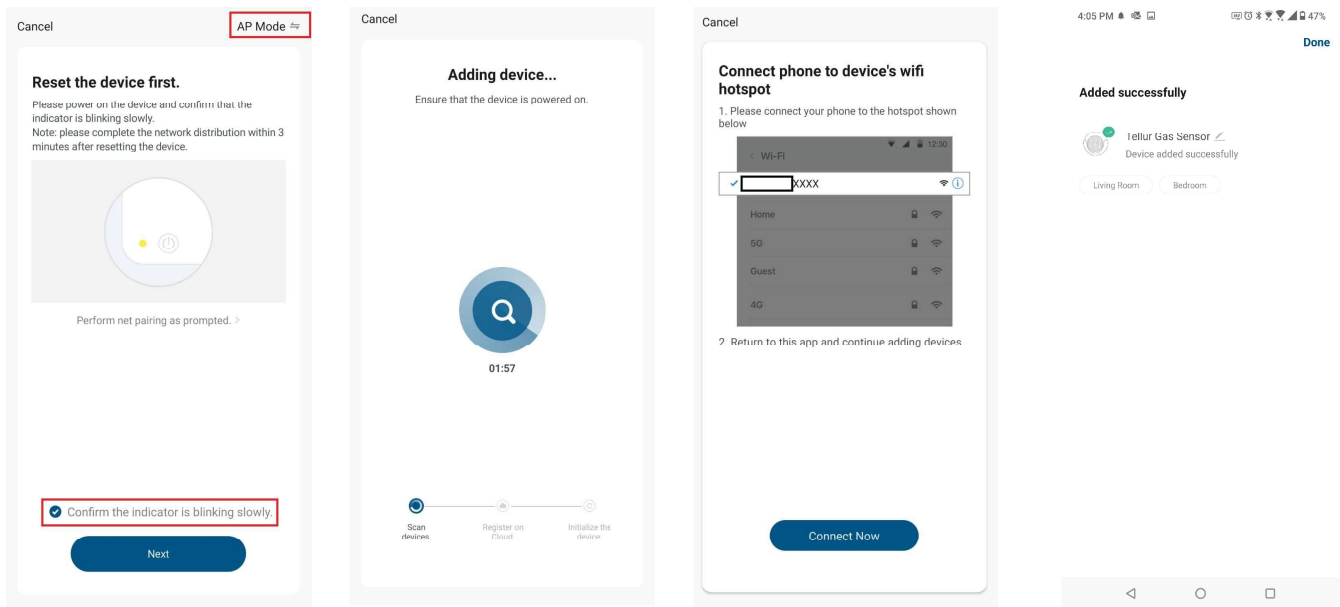 Cancel
AP Mode
Reset the device first.
Please power on the device and confirm that the
indicator is blinking slowly.
Note: please complete the network distribution within 3
minutes after resetting the device.
Perform net pairing as prompted. >
Confirm the indicator is blinking slowly.
Next
Cancel
Adding device...
Ensure that the device is powered on.
01:57
Scan
devices
Register on
Cloud
Initialize the
device
Cancel
Connect phone to device's wifi
hotspot
1. Please connect your phone to the hotspot shown
below
12:30
< Wi-Fi
XXXX
Home
5G
Guest
4G
2. Return to this app and continue adding devices
Connect Now
4:05 PM
47%
Done
Added successfully
Tellur Gas Sensor
Device added successfully
Living Room
Bedroom